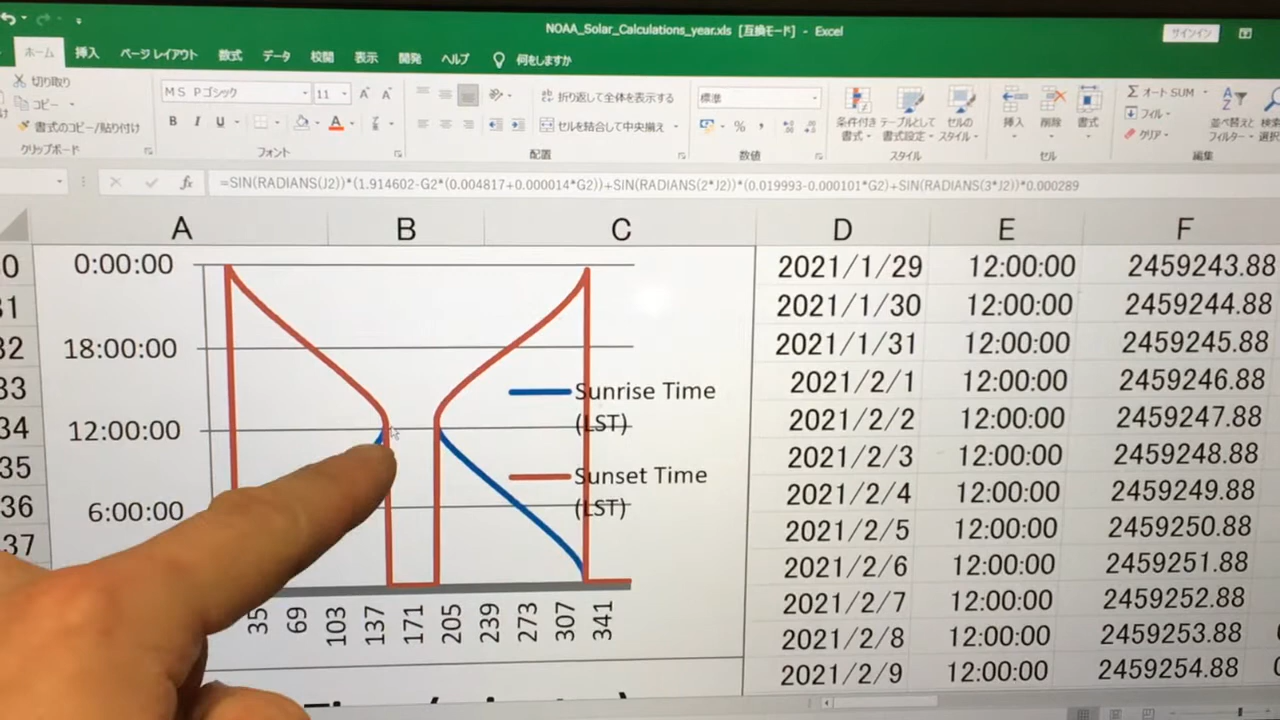 NOAA_Solar_Calculations_year.xls [互換モード] - Excel
サインイン
ホーム 挿入 ページ レイアウト 数式 データ 校閲 表示 開発 ヘルプ 何をしますか
切り取り
コピー
書式のコピー/貼り付け
クリップボード
MS Pゴシック 11
B I U A
フォント
折り返して全体を表示する
セルを結合して中央揃え
配置
標準
%
数値
条件付き書式
テーブルとして書式設定
セルのスタイル
スタイル
挿入 削除 書式
セル
Σ オート SUM
フィル
クリア
並べ替えと
フィルター
編集
fx =SIN(RADIANS(J2))*(1.914602-G2*(0.004817+0.000014*G2))+SIN(RADIANS(2*J2))*(0.019993-0.000101*G2)+SIN(RADIANS(3*J2))*0.000289
A B C D E F
0:00:00
18:00:00
12:00:00
6:00:00
Sunrise Time
(LST)
Sunset Time
(LST)
35 69 103 137 171 205 239 273 307 341
2021/1/29 12:00:00 2459243.88
2021/1/30 12:00:00 2459244.88
2021/1/31 12:00:00 2459245.88
2021/2/1 12:00:00 2459246.88
2021/2/2 12:00:00 2459247.88
2021/2/3 12:00:00 2459248.88
2021/2/4 12:00:00 2459249.88
2021/2/5 12:00:00 2459250.88
2021/2/6 12:00:00 2459251.88
2021/2/7 12:00:00 2459252.88
2021/2/8 12:00:00 2459253.88
2021/2/9 12:00:00 2459254.88